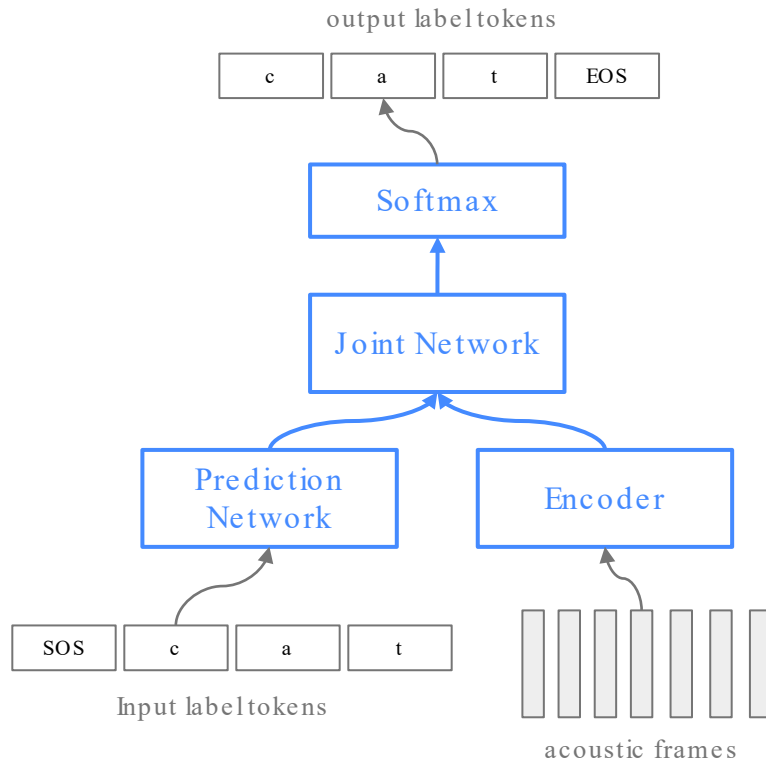 output label tokens
c a t EOS
Softmax
Joint Network
Prediction
Network
Encoder
SOS c a t
Input label tokens
acoustic frames